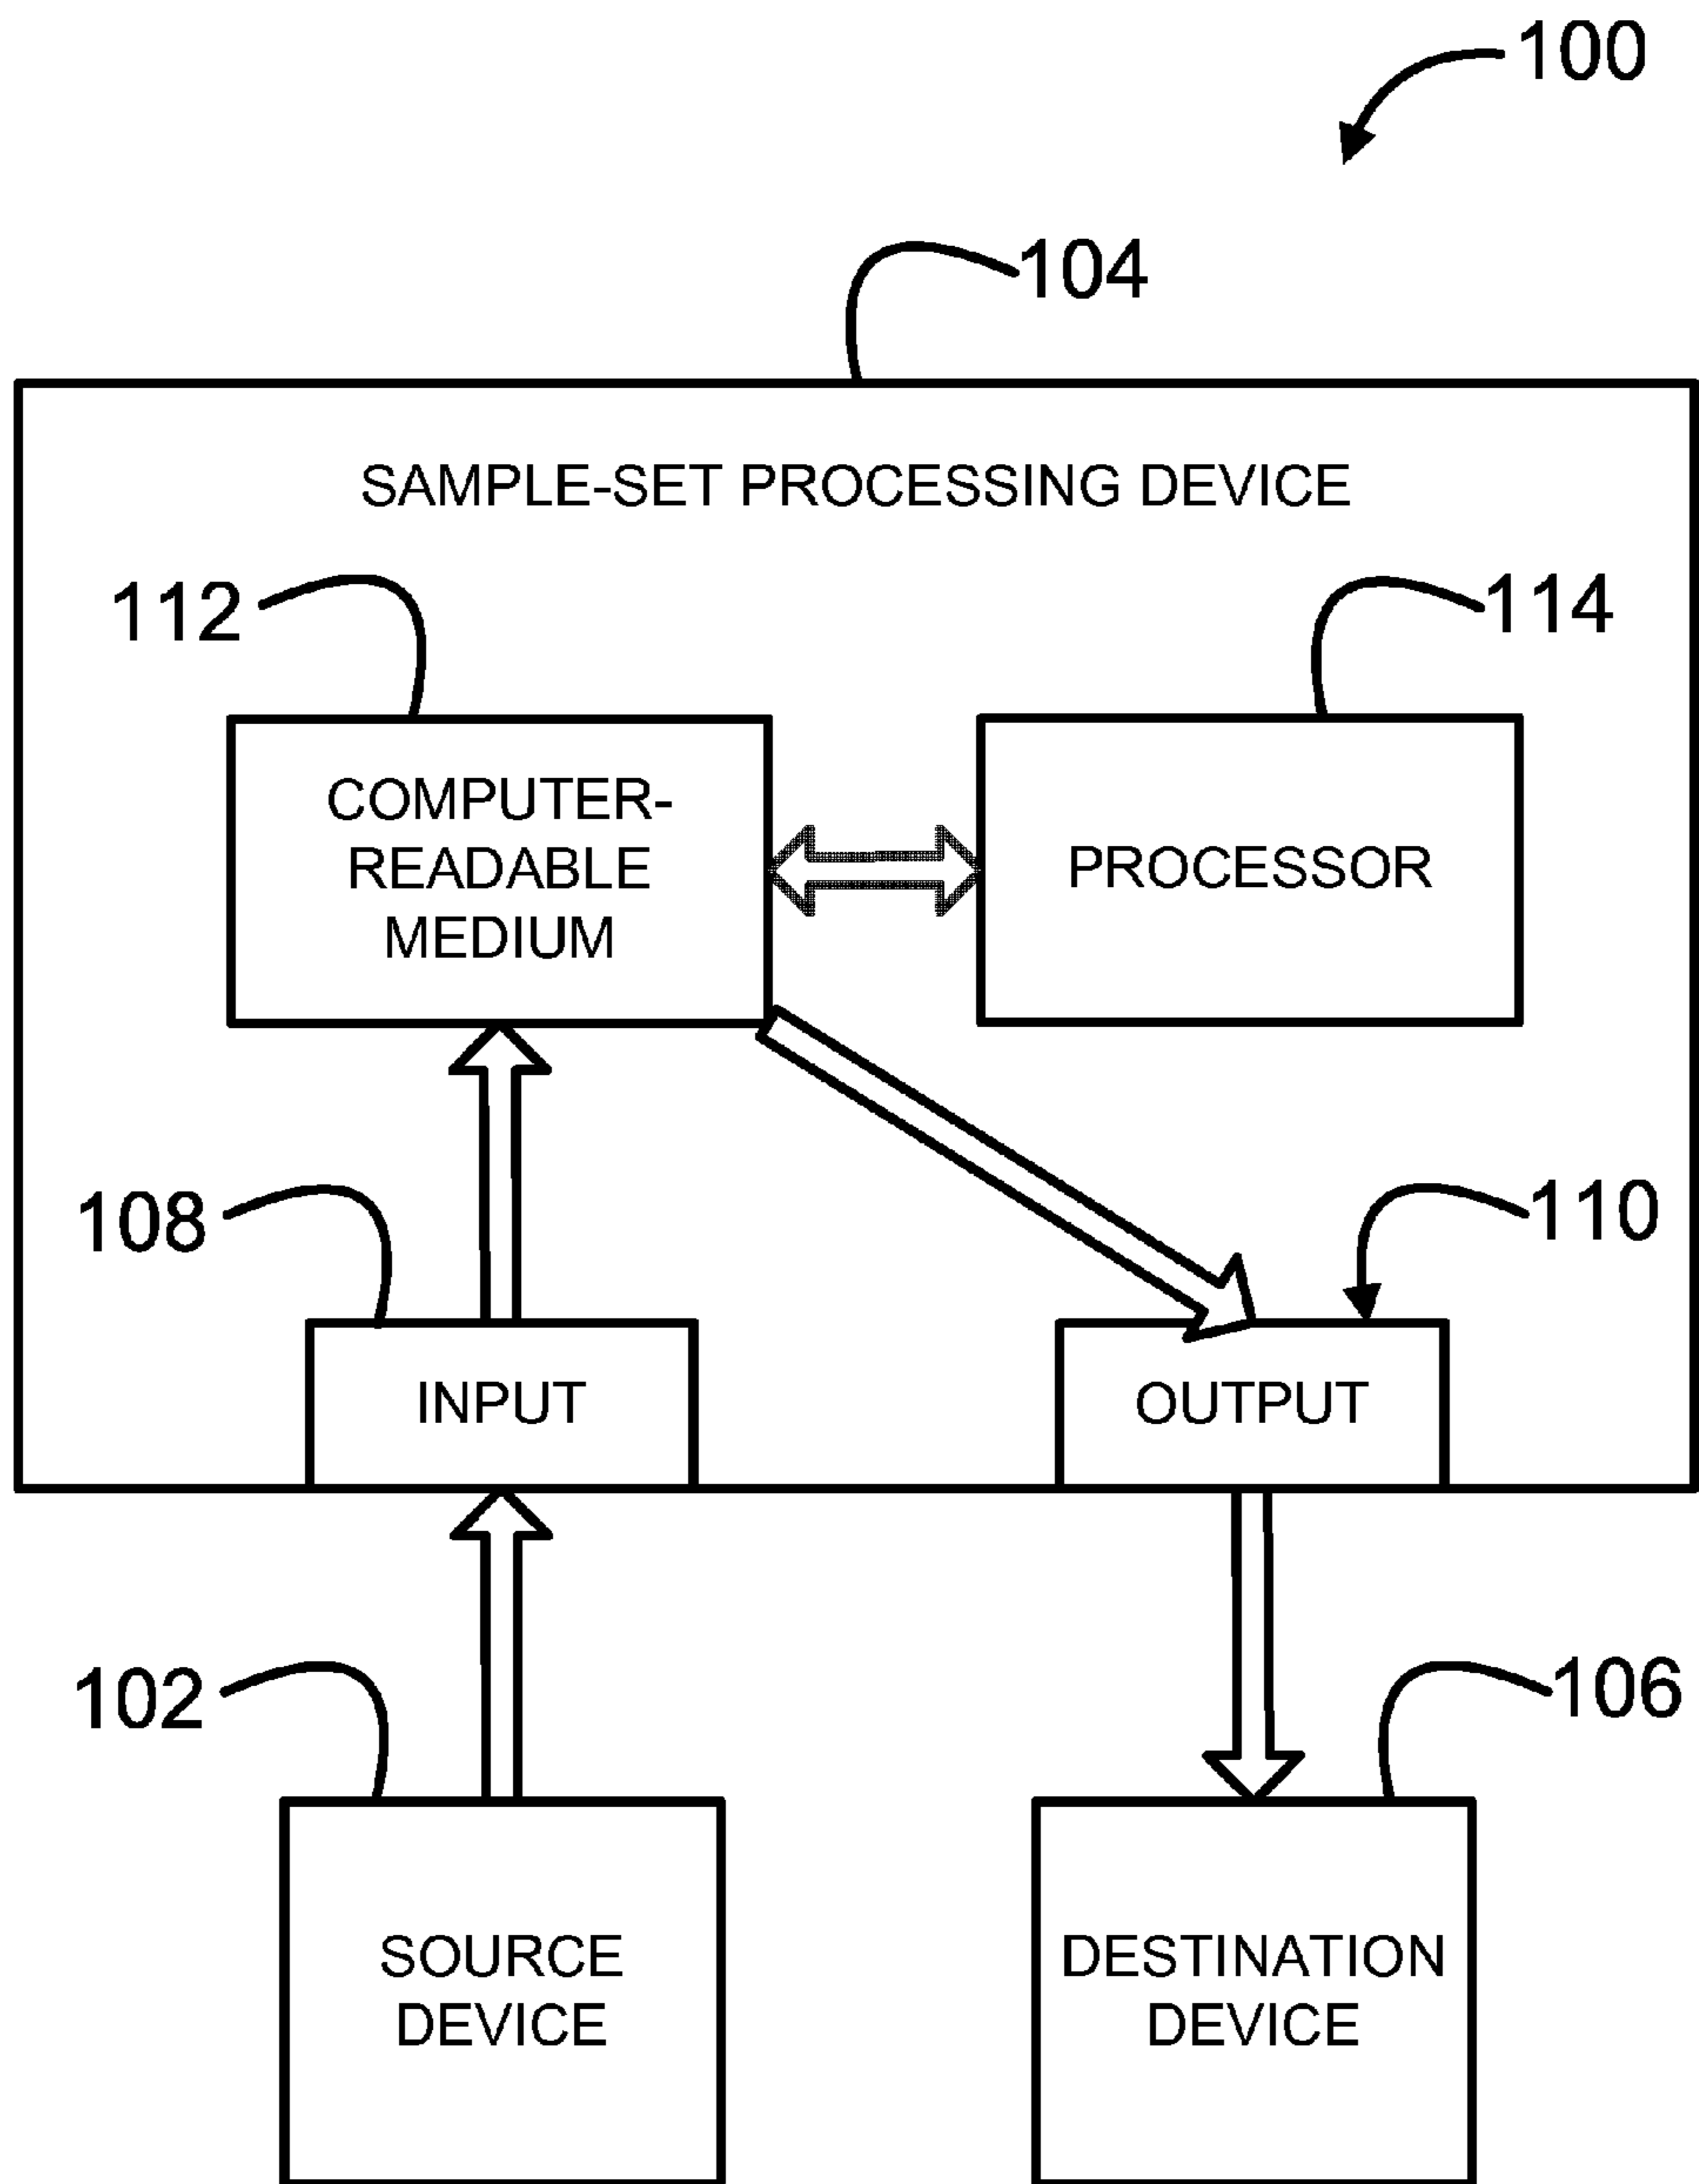 100
104
SAMPLE-SET PROCESSING DEVICE
112
114
COMPUTER-
READABLE
MEDIUM
PROCESSOR
108
110
INPUT
OUTPUT
102
106
SOURCE
DEVICE
DESTINATION
DEVICE